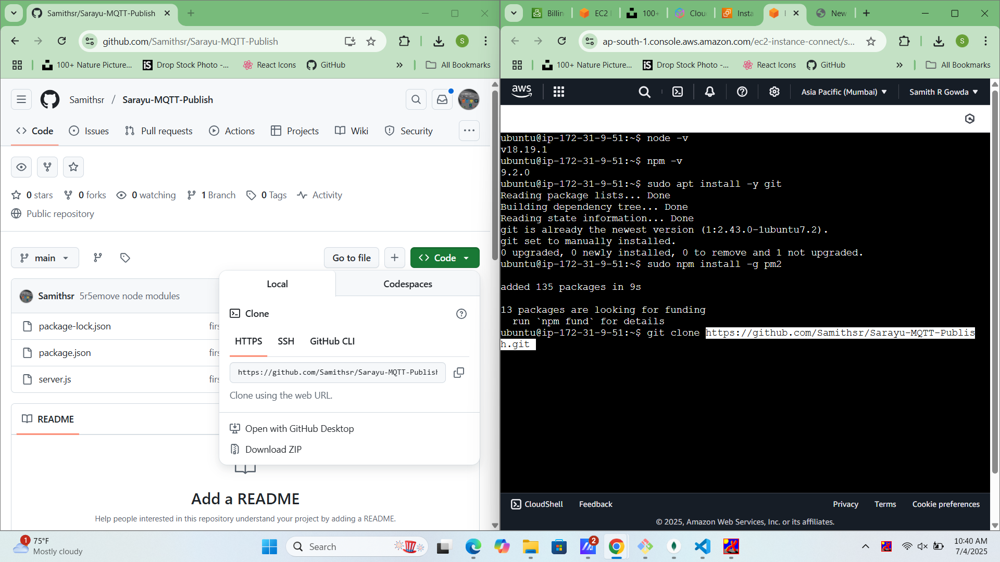 Samithsr/Sarayu-MQTT-Publish
github.com/Samithsr/Sarayu-MQTT-Publish
S
100+ Nature Picture...
Drop Stock Photo -...
React Icons
GitHub
All Bookmarks
Samithsr / Sarayu-MQTT-Publish
Code
Issues
Pull requests
Actions
Projects
Wiki
Security
0 stars
0 forks
0 watching
1 Branch
0 Tags
Activity
Public repository
main
Go to file
Code
Samithsr 5r5emove node modules
package-lock.json
firs
package.json
firs
server.js
firs
Local
Codespaces
Clone
HTTPS
SSH
GitHub CLI
https://github.com/Samithsr/Sarayu-MQTT-Publish
Clone using the web URL.
Open with GitHub Desktop
Download ZIP
README
Add a README
Help people interested in this repository understand your project by adding a README.
Billin
EC2
100+
Clou
Insta
New
ap-south-1.console.aws.amazon.com/ec2-instance-connect/s...
S
100+ Nature Picture...
Drop Stock Photo -...
React Icons
GitHub
All Bookmarks
aws
Asia Pacific (Mumbai)
Samith R Gowda
ubuntu@ip-172-31-9-51:~$ node -v
v18.19.1
ubuntu@ip-172-31-9-51:~$ npm -v
9.2.0
ubuntu@ip-172-31-9-51:~$ sudo apt install -y git
Reading package lists... Done
Building dependency tree... Done
Reading state information... Done
git is already the newest version (1:2.43.0-1ubuntu7.2).
git set to manually installed.
0 upgraded, 0 newly installed, 0 to remove and 1 not upgraded.
ubuntu@ip-172-31-9-51:~$ sudo npm install -g pm2
added 135 packages in 9s
13 packages are looking for funding
run `npm fund` for details
ubuntu@ip-172-31-9-51:~$ git clone https://github.com/Samithsr/Sarayu-MQTT-Publis
h.git
CloudShell
Feedback
Privacy
Terms
Cookie preferences
© 2025, Amazon Web Services, Inc. or its affiliates.
1
75°F
Mostly cloudy
Search
2
10:40 AM
7/4/2025